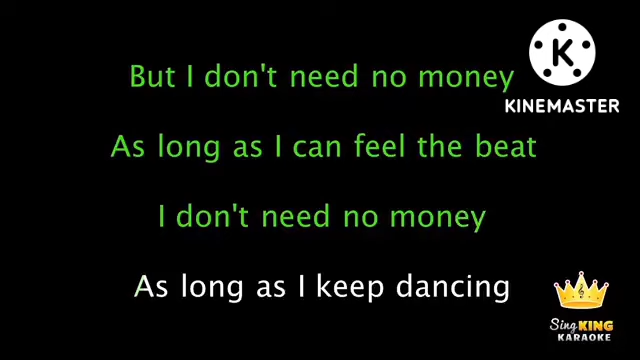 But I don't need no money
KINEMASTER
As long as I can feel the beat
I don't need no money
As long as I keep dancing
Sing KING
KARAOKE